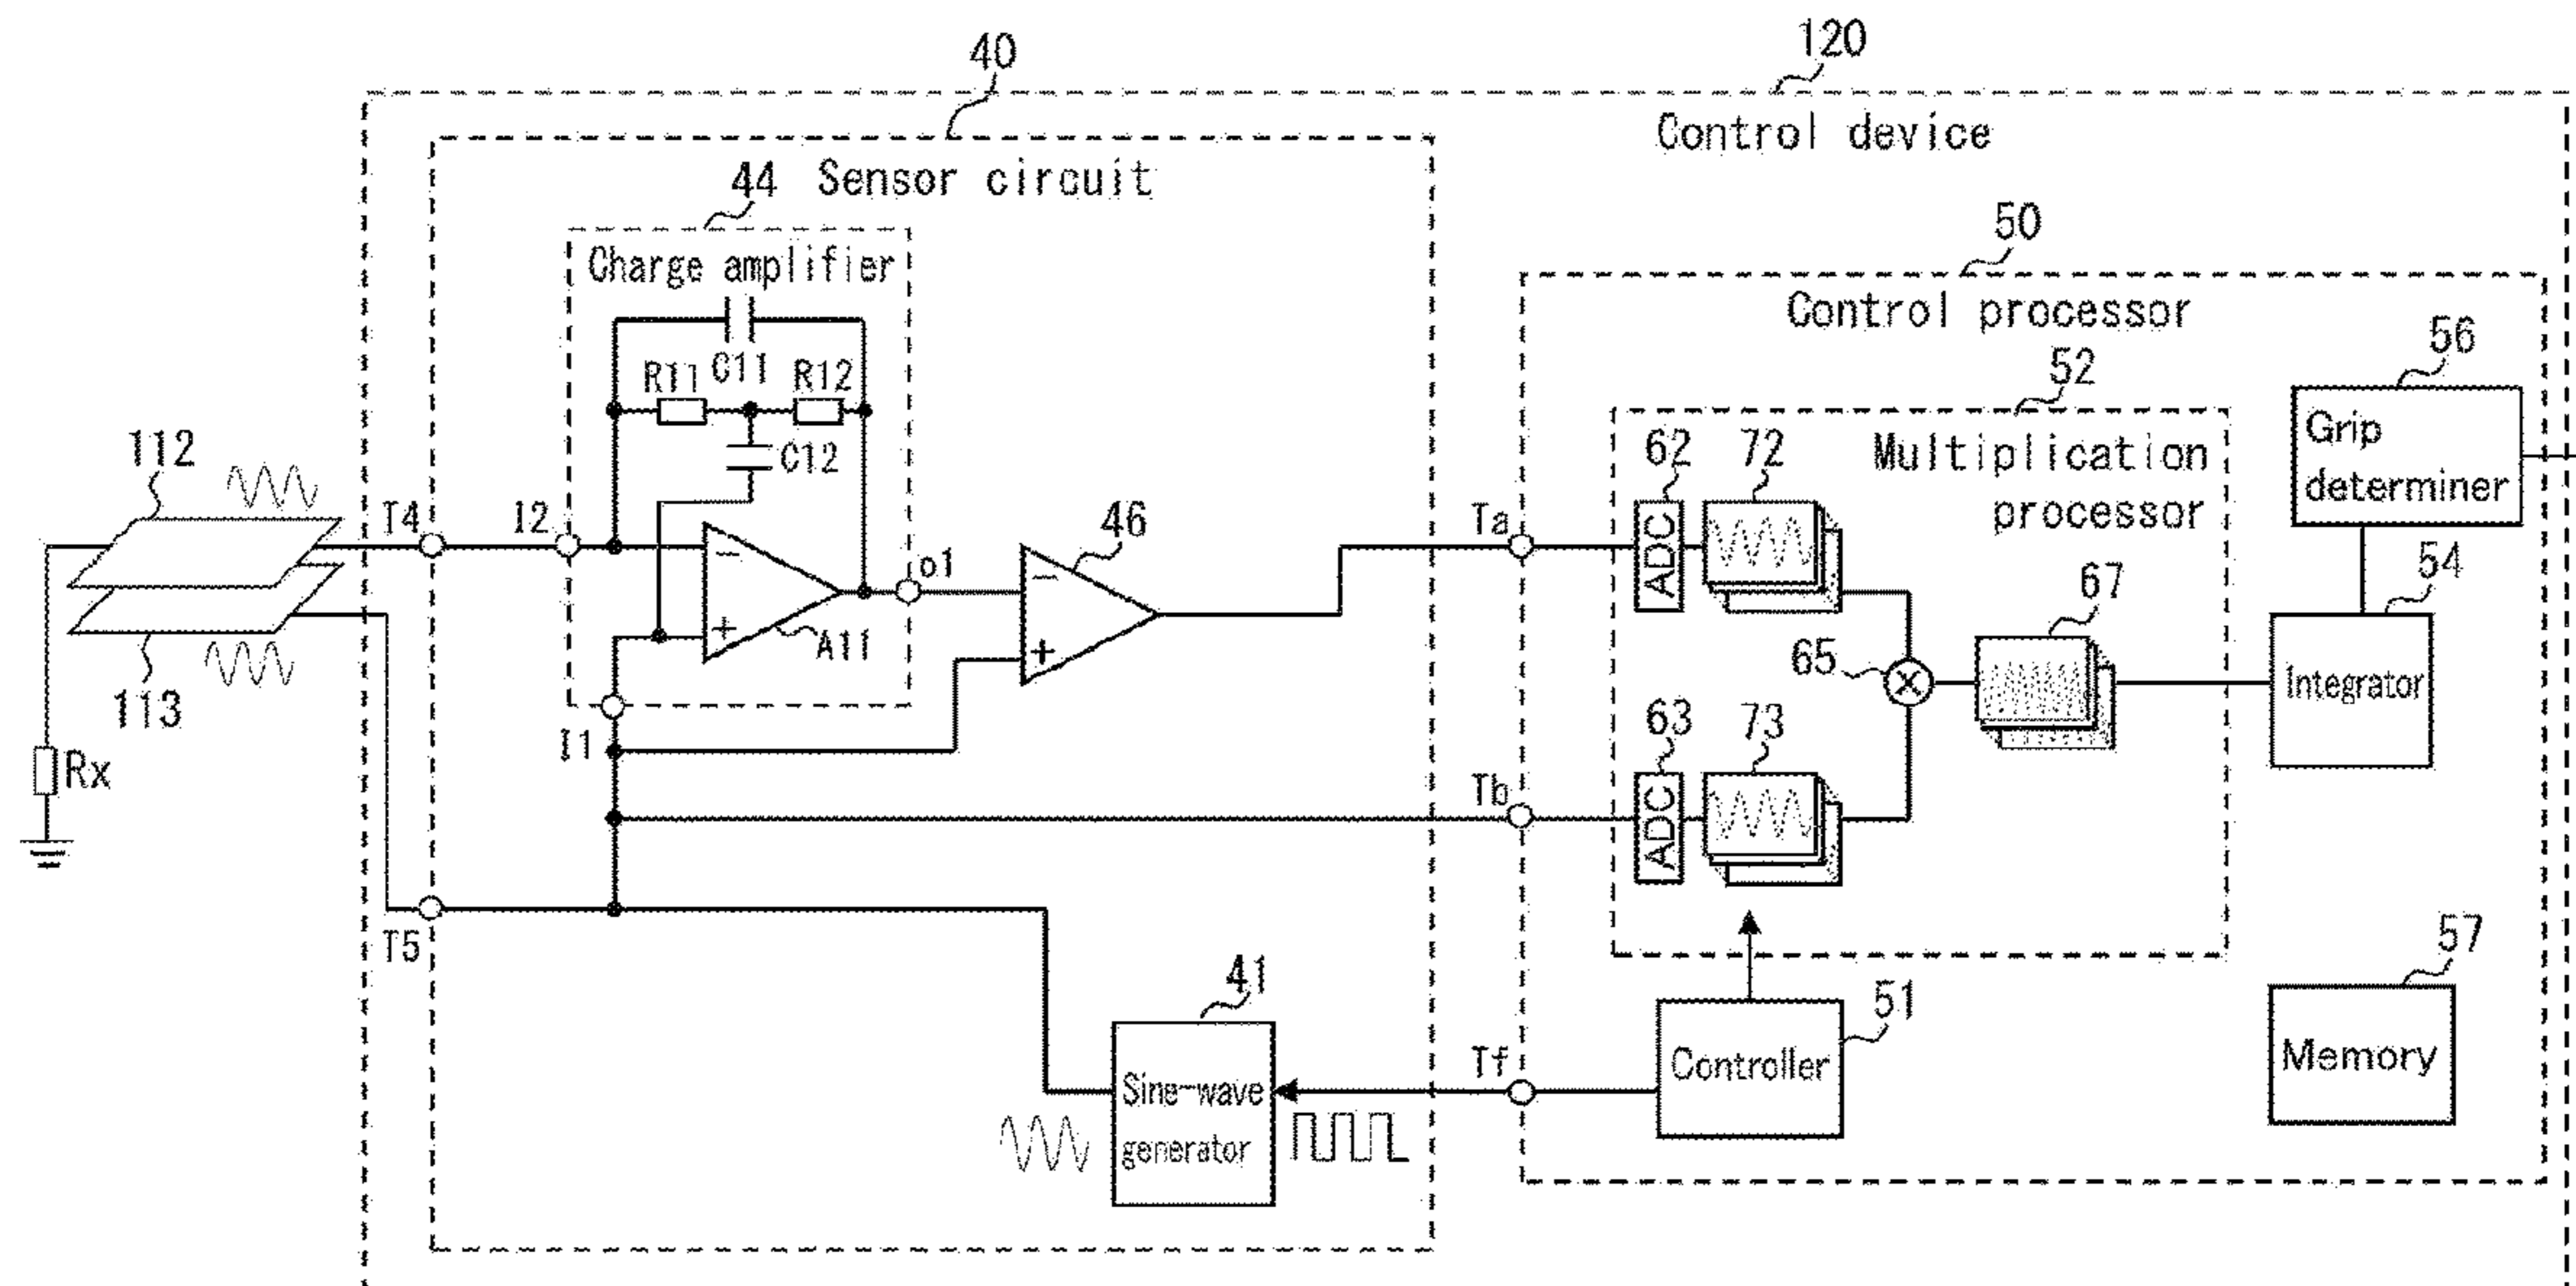 40
120
Control device
44 Sensor circuit
50
Charge amplifier
Control processor
C11
R11
R12
52
56
112
C12
62
72
Multiplication
processor
Grip
determiner
T4
I2
46
Ta
ADC
o1
−
+
A11
−
+
67
54
65
×
Integrator
113
I1
63
73
Rx
Tb
ADC
T5
41
51
57
Tf
Sine-wave
generator
Controller
Memory